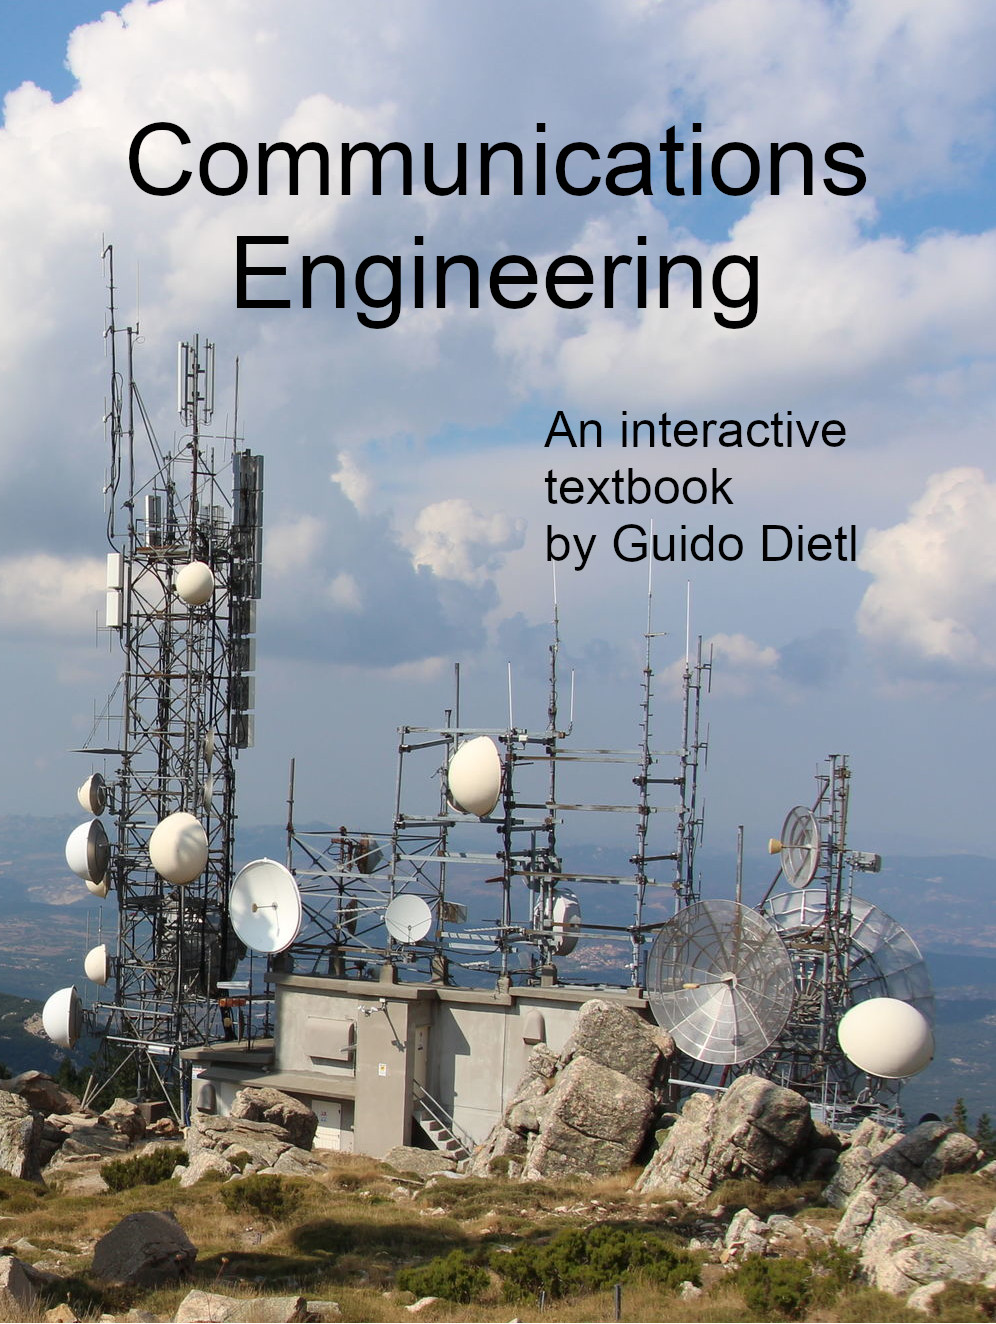 Communications
Engineering
An interactive
textbook
by Guido Dietl